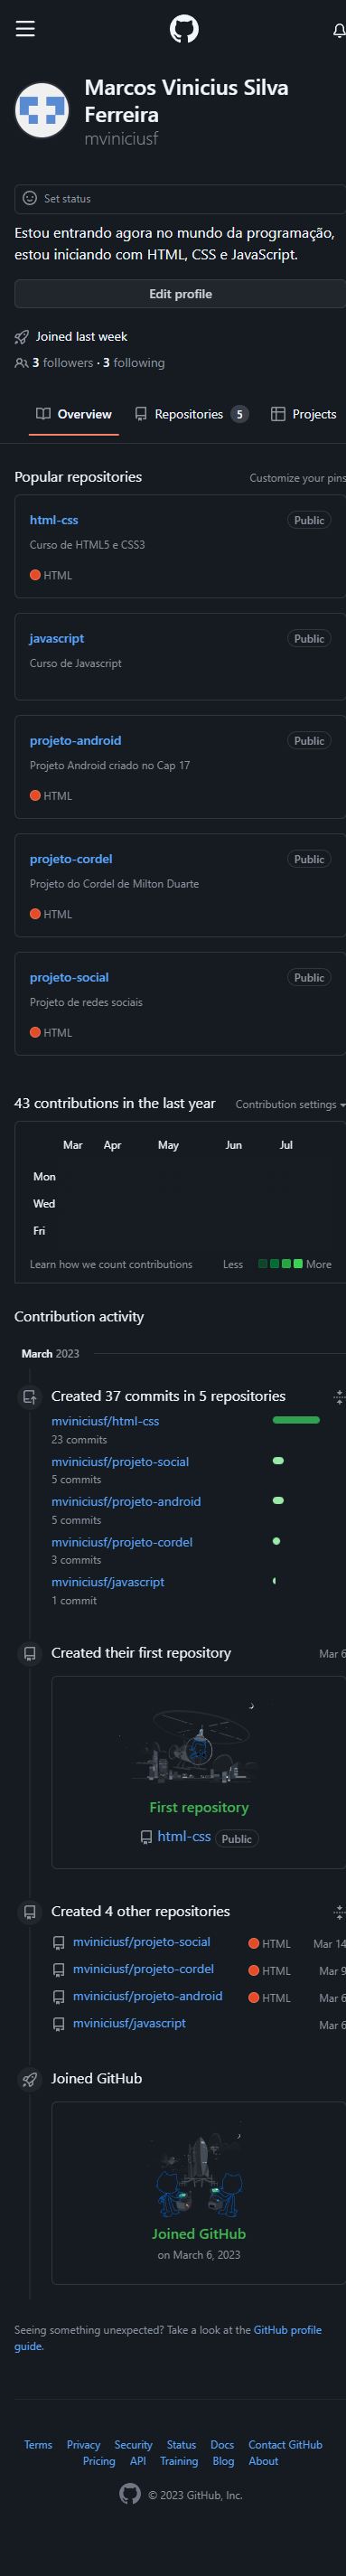 Marcos Vinicius Silva
Ferreira
mviniciusf
Set status
Estou entrando agora no mundo da programação,
estou iniciando com HTML, CSS e JavaScript.
Edit profile
Joined last week
3 followers · 3 following
Overview Repositories 5 Projects
Popular repositories Customize your pins
html-css Public
Curso de HTML5 e CSS3
HTML
javascript Public
Curso de Javascript
projeto-android Public
Projeto Android criado no Cap 17
HTML
projeto-cordel Public
Projeto do Cordel de Milton Duarte
HTML
projeto-social Public
Projeto de redes sociais
HTML
43 contributions in the last year Contribution settings
Mar Apr May Jun Jul
Mon
Wed
Fri
Learn how we count contributions Less More
Contribution activity
March 2023
Created 37 commits in 5 repositories
mviniciusf/html-css
23 commits
mviniciusf/projeto-social
5 commits
mviniciusf/projeto-android
5 commits
mviniciusf/projeto-cordel
3 commits
mviniciusf/javascript
1 commit
Created their first repository Mar 6
First repository
html-css Public
Created 4 other repositories
mviniciusf/projeto-social HTML Mar 14
mviniciusf/projeto-cordel HTML Mar 9
mviniciusf/projeto-android HTML Mar 6
mviniciusf/javascript Mar 6
Joined GitHub
Joined GitHub
on March 6, 2023
Seeing something unexpected? Take a look at the GitHub profile
guide.
Terms Privacy Security Status Docs Contact GitHub
Pricing API Training Blog About
© 2023 GitHub, Inc.